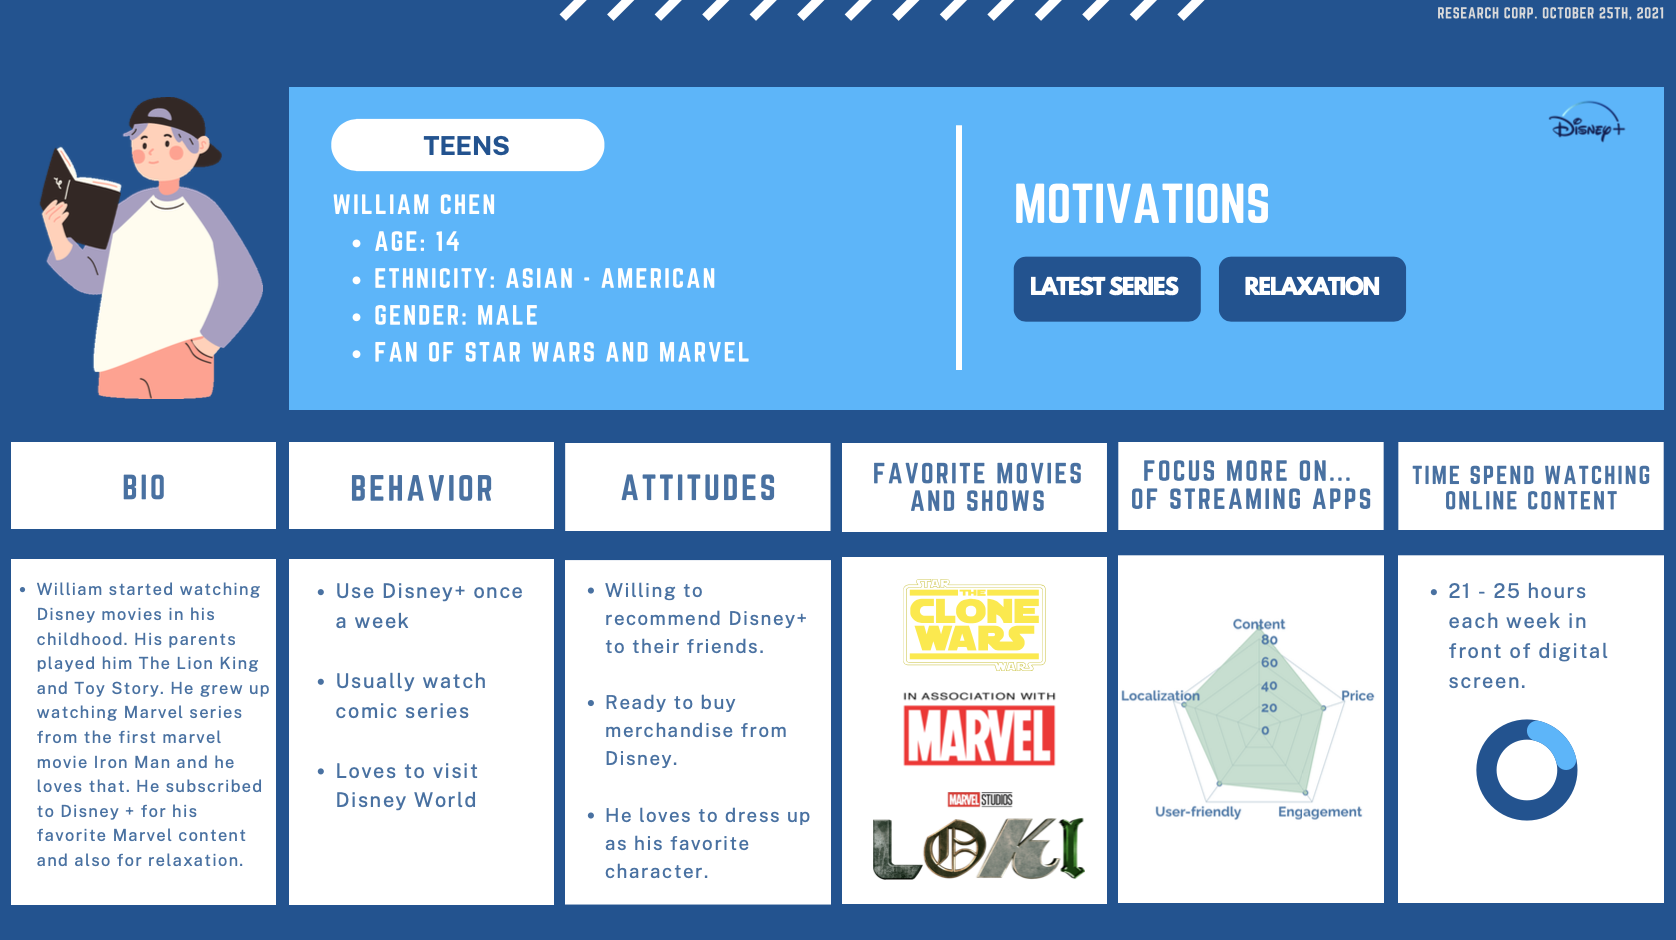 RESEARCH CORP. OCTOBER 25TH, 2021
TEENS
WILLIAM CHEN
• AGE: 14
• ETHNICITY: ASIAN - AMERICAN
• GENDER: MALE
• FAN OF STAR WARS AND MARVEL
Disney+
MOTIVATIONS
LATEST SERIES
RELAXATION
BIO
• William started watching
Disney movies in his
childhood. His parents
played him The Lion King
and Toy Story. He grew up
watching Marvel series
from the first marvel
movie Iron Man and he
loves that. He subscribed
to Disney + for his
favorite Marvel content
and also for relaxation.
BEHAVIOR
• Use Disney+ once
a week
• Usually watch
comic series
• Loves to visit
Disney World
ATTITUDES
• Willing to
recommend Disney+
to their friends.
• Ready to buy
merchandise from
Disney.
• He loves to dress up
as his favorite
character.
FAVORITE MOVIES
AND SHOWS
STAR
THE
CLONE
WARS
WARS
IN ASSOCIATION WITH
MARVEL
MARVEL STUDIOS
LOKI
FOCUS MORE ON...
OF STREAMING APPS
Content
80
60
40
20
0
Localization
Price
User-friendly
Engagement
TIME SPEND WATCHING
ONLINE CONTENT
• 21 - 25 hours
each week in
front of digital
screen.